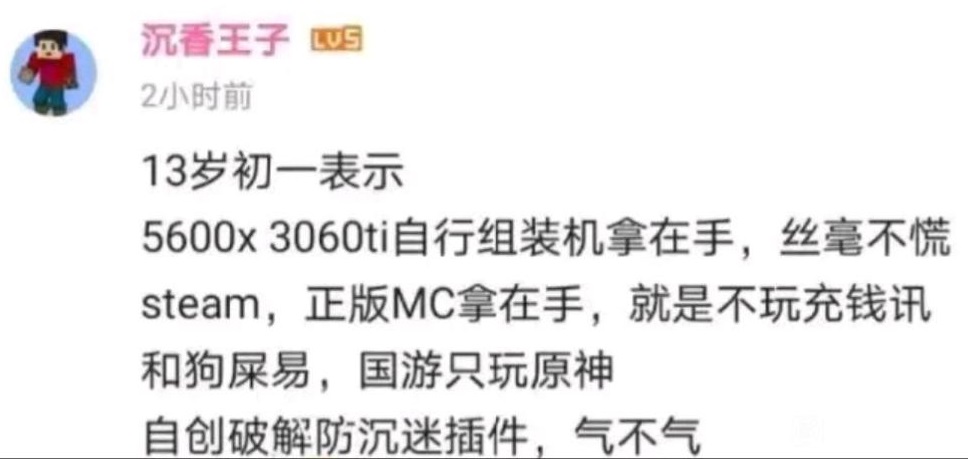 沉香王子 LV5
2小时前
13岁初一表示
5600x 3060ti自行组装机拿在手，丝毫不慌
steam，正版MC拿在手，就是不玩充钱讯
和狗屎易，国游只玩原神
自创破解防沉迷插件，气不气